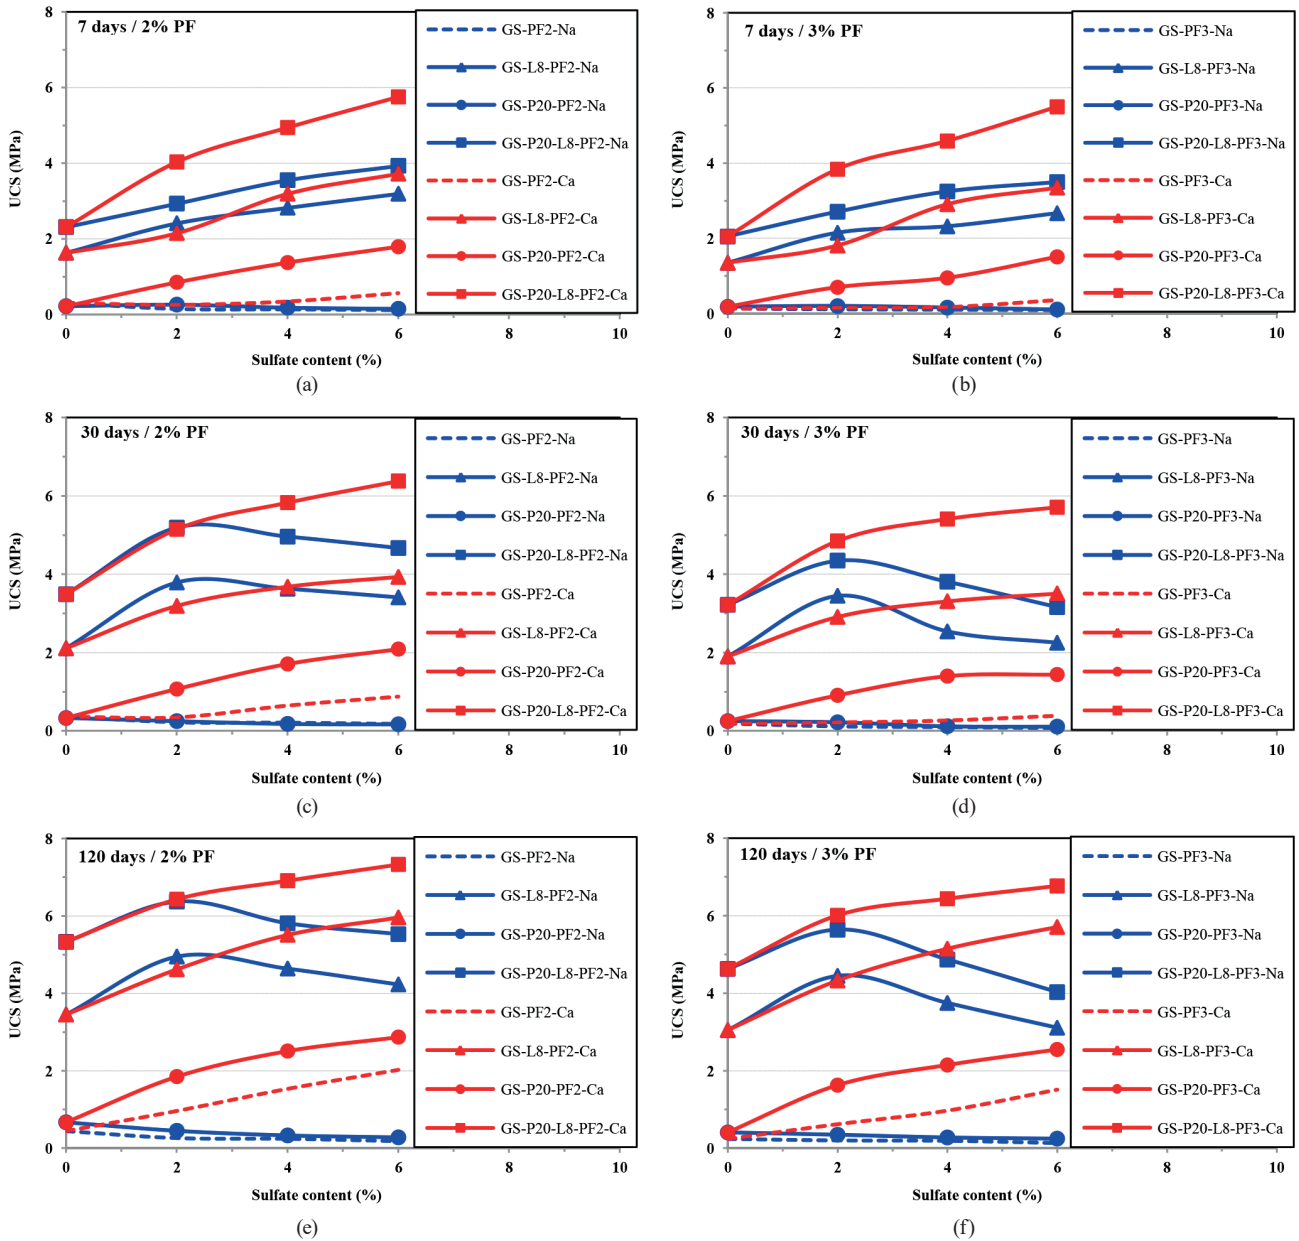 7 days / 2% PF
UCS (MPa)
8
6
4
2
0
0 2 4 6 8 10
Sulfate content (%)
GS-PF2-Na
GS-L8-PF2-Na
GS-P20-PF2-Na
GS-P20-L8-PF2-Na
GS-PF2-Ca
GS-L8-PF2-Ca
GS-P20-PF2-Ca
GS-P20-L8-PF2-Ca
(a)
7 days / 3% PF
UCS (MPa)
8
6
4
2
0
0 2 4 6 8 10
Sulfate content (%)
GS-PF3-Na
GS-L8-PF3-Na
GS-P20-PF3-Na
GS-P20-L8-PF3-Na
GS-PF3-Ca
GS-L8-PF3-Ca
GS-P20-PF3-Ca
GS-P20-L8-PF3-Ca
(b)
30 days / 2% PF
UCS (MPa)
8
6
4
2
0
0 2 4 6 8 10
Sulfate content (%)
GS-PF2-Na
GS-L8-PF2-Na
GS-P20-PF2-Na
GS-P20-L8-PF2-Na
GS-PF2-Ca
GS-L8-PF2-Ca
GS-P20-PF2-Ca
GS-P20-L8-PF2-Ca
(c)
30 days / 3% PF
UCS (MPa)
8
6
4
2
0
0 2 4 6 8 10
Sulfate content (%)
GS-PF3-Na
GS-L8-PF3-Na
GS-P20-PF3-Na
GS-P20-L8-PF3-Na
GS-PF3-Ca
GS-L8-PF3-Ca
GS-P20-PF3-Ca
GS-P20-L8-PF3-Ca
(d)
120 days / 2% PF
UCS (MPa)
8
6
4
2
0
0 2 4 6 8 10
Sulfate content (%)
GS-PF2-Na
GS-L8-PF2-Na
GS-P20-PF2-Na
GS-P20-L8-PF2-Na
GS-PF2-Ca
GS-L8-PF2-Ca
GS-P20-PF2-Ca
GS-P20-L8-PF2-Ca
(e)
120 days / 3% PF
UCS (MPa)
8
6
4
2
0
0 2 4 6 8 10
Sulfate content (%)
GS-PF3-Na
GS-L8-PF3-Na
GS-P20-PF3-Na
GS-P20-L8-PF3-Na
GS-PF3-Ca
GS-L8-PF3-Ca
GS-P20-PF3-Ca
GS-P20-L8-PF3-Ca
(f)